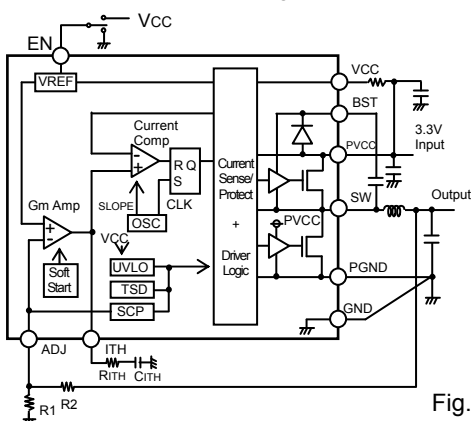 VCC
EN
VREF
VCC
BST
Current
Comp
3.3V
Input
PVCC
R Q
S
Current
Sense/
Protect
+
Driver
Logic
Gm Amp
SLOPE
OSC
CLK
SW
Output
VCC
PVCC
UVLO
Soft
Start
TSD
SCP
PGND
GND
ADJ
ITH
RITH
CITH
R2
R1
Fig.